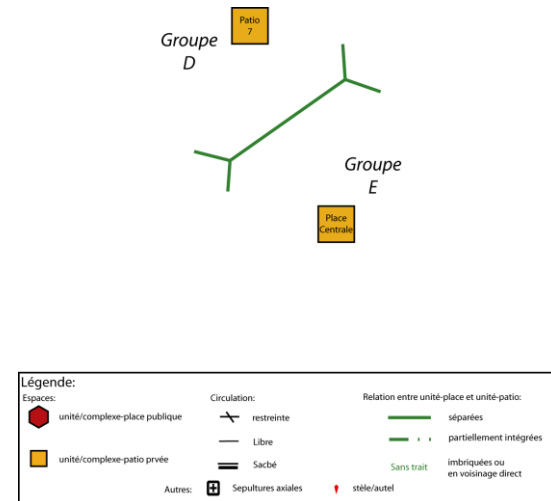 Patio
7
Groupe
D
Groupe
E
Place
Centrale
Légende:
Espaces:
unité/complexe-place publique
unité/complexe-patio prvée
Circulation:
restreinte
Libre
Sacbé
Relation entre unité-place et unité-patio:
séparées
partiellement intégrées
Sans trait
imbriquées ou
en voisinage direct
Autres:
Sepultures axiales
stèle/autel